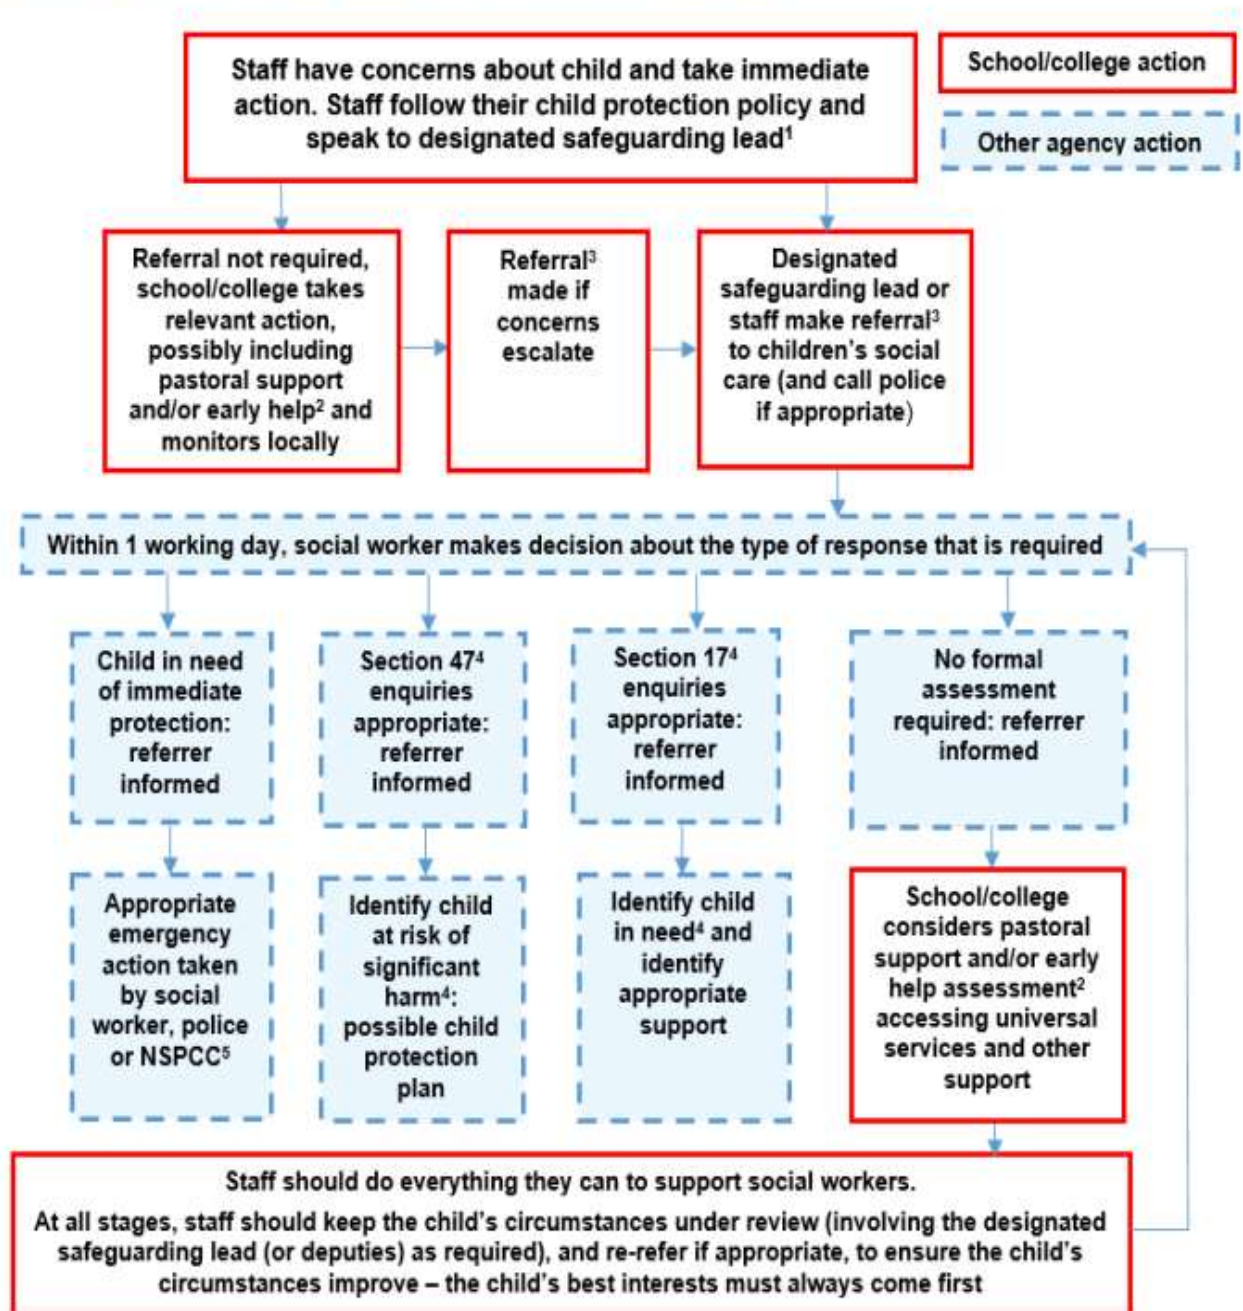 Staff have concerns about child and take immediate
action. Staff follow their child protection policy and
speak to designated safeguarding lead¹
School/college action
Other agency action
Referral not required,
school/college takes
relevant action,
possibly including
pastoral support
and/or early help² and
monitors locally
Referral³
made if
concerns
escalate
Designated
safeguarding lead or
staff make referral³
to children’s social
care (and call police
if appropriate)
Within 1 working day, social worker makes decision about the type of response that is required
Child in need
of immediate
protection:
referrer
informed
Section 47⁴
enquiries
appropriate:
referrer
informed
Section 17⁴
enquiries
appropriate:
referrer
informed
No formal
assessment
required: referrer
informed
Appropriate
emergency
action taken
by social
worker, police
or NSPCC⁵
Identify child
at risk of
significant
harm⁴:
possible child
protection
plan
Identify child
in need⁴ and
identify
appropriate
support
School/college
considers pastoral
support and/or early
help assessment²
accessing universal
services and other
support
Staff should do everything they can to support social workers.
At all stages, staff should keep the child’s circumstances under review (involving the designated
safeguarding lead (or deputies) as required), and re-refer if appropriate, to ensure the child’s
circumstances improve – the child’s best interests must always come first